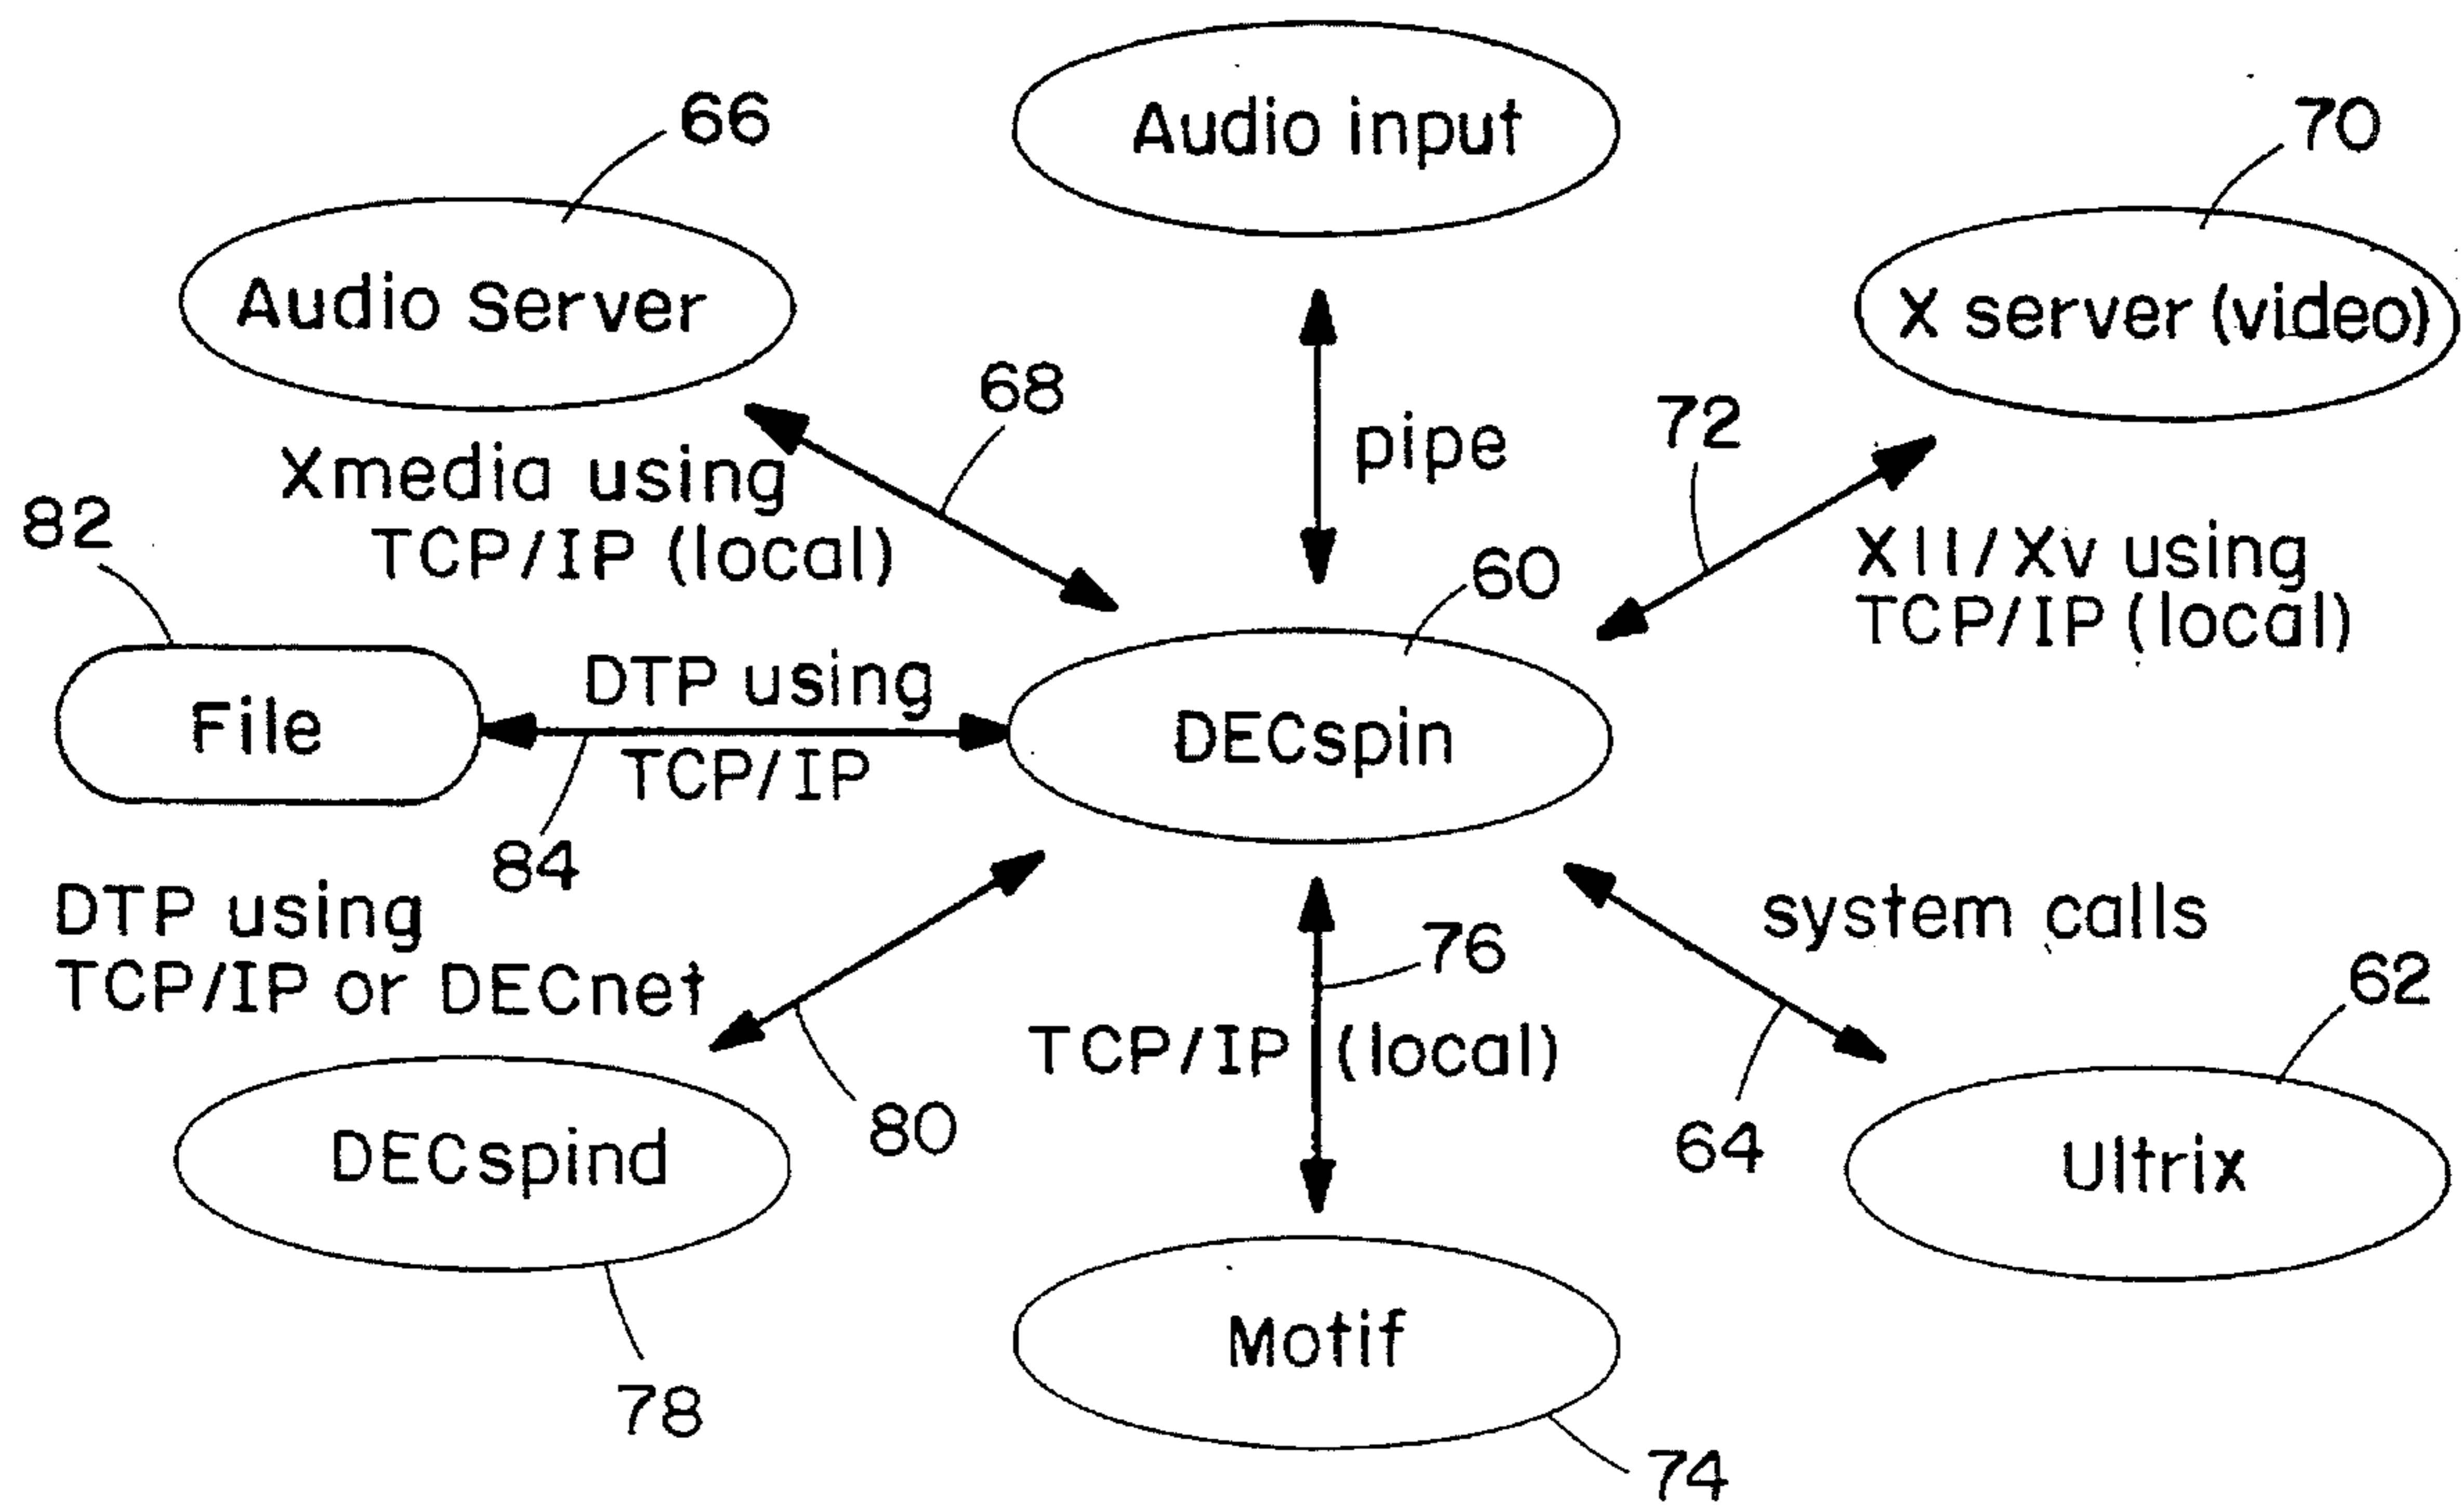 Audio input
66
70
Audio Server
X server (video)
68
72
pipe
Xmedia using
TCP/IP (local)
82
60
X11/Xv using
TCP/IP (local)
DTP using
TCP/IP
File
DECspin
84
DTP using
TCP/IP or DECnet
76
system calls
62
TCP/IP (local)
80
64
DECspind
Ultrix
Motif
78
74